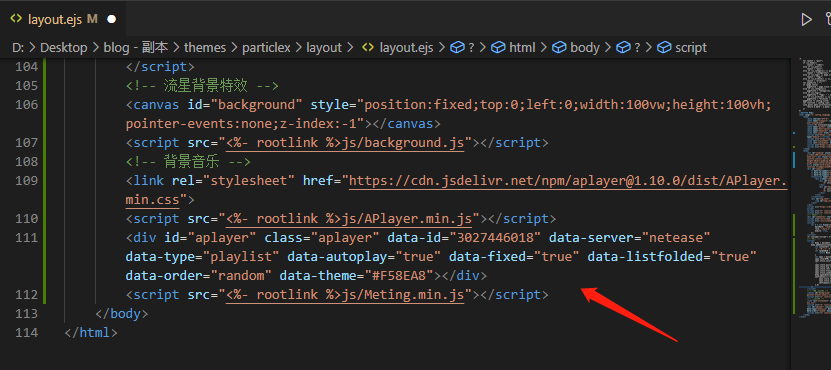 layout.ejs M
D: > Desktop > blog - 副本 > themes > particlex > layout > <> layout.ejs > ? > html > body > ? > script
104 </script>
105 <!-- 流星背景特效 -->
106 <canvas id="background" style="position:fixed;top:0;left:0;width:100vw;height:100vh;
pointer-events:none;z-index:-1"></canvas>
107 <script src="<%- rootlink %>js/background.js"></script>
108 <!-- 背景音乐 -->
109 <link rel="stylesheet" href="https://cdn.jsdelivr.net/npm/aplayer@1.10.0/dist/APlayer.
min.css">
110 <script src="<%- rootlink %>js/APlayer.min.js"></script>
111 <div id="aplayer" class="aplayer" data-id="3027446018" data-server="netease"
data-type="playlist" data-autoplay="true" data-fixed="true" data-listfolded="true"
data-order="random" data-theme="#F58EA8"></div>
112 <script src="<%- rootlink %>js/Meting.min.js"></script>
113 </body>
114 </html>